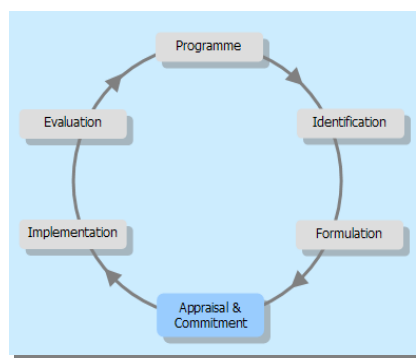 Programme
Identification
Formulation
Appraisal &
Commitment
Implementation
Evaluation